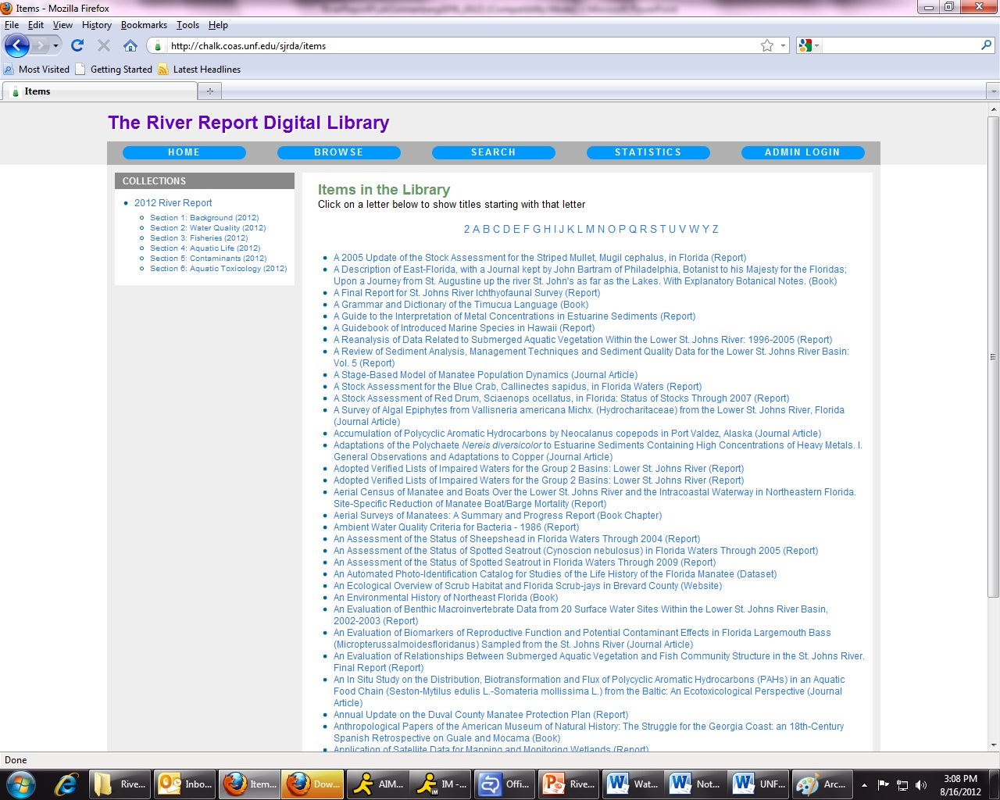 Items - Mozilla Firefox
File Edit View History Bookmarks Tools Help
http://chalk.coas.unf.edu/sjrda/items
Most Visited Getting Started Latest Headlines
Items
The River Report Digital Library
HOME BROWSE SEARCH STATISTICS ADMIN LOGIN
COLLECTIONS
2012 River Report
Section 1: Background (2012)
Section 2: Water Quality (2012)
Section 3: Fisheries (2012)
Section 4: Aquatic Life (2012)
Section 5: Contaminants (2012)
Section 6: Aquatic Toxicology (2012)
Items in the Library
Click on a letter below to show titles starting with that letter
2 A B C D E F G H I J K L M N O P Q R S T U V W Y Z
A 2005 Update of the Stock Assessment for the Striped Mullet, Mugil cephalus, in Florida (Report)
A Description of East-Florida, with a Journal kept by John Bartram of Philadelphia, Botanist to his Majesty for the Floridas;
Upon a Journey from St. Augustine up the river St. John's as far as the Lakes. With Explanatory Botanical Notes. (Book)
A Final Report for St. Johns River Ichthyofaunal Survey (Report)
A Grammar and Dictionary of the Timucua Language (Book)
A Guide to the Interpretation of Metal Concentrations in Estuarine Sediments (Report)
A Guidebook of Introduced Marine Species in Hawaii (Report)
A Reanalysis of Data Related to Submerged Aquatic Vegetation Within the Lower St. Johns River: 1996-2005 (Report)
A Review of Sediment Analysis, Management Techniques and Sediment Quality Data for the Lower St. Johns River Basin:
Vol. 5 (Report)
A Stage-Based Model of Manatee Population Dynamics (Journal Article)
A Stock Assessment for the Blue Crab, Callinectes sapidus, in Florida Waters (Report)
A Stock Assessment of Red Drum, Sciaenops ocellatus, in Florida: Status of Stocks Through 2007 (Report)
A Survey of Algal Epiphytes from Vallisneria americana Michx. (Hydrocharitaceae) from the Lower St. Johns River, Florida
(Journal Article)
Accumulation of Polycyclic Aromatic Hydrocarbons by Neocalanus copepods in Port Valdez, Alaska (Journal Article)
Adaptations of the Polychaete Nereis diversicolor to Estuarine Sediments Containing High Concentrations of Heavy Metals. I.
General Observations and Adaptations to Copper (Journal Article)
Adopted Verified Lists of Impaired Waters for the Group 2 Basins: Lower St. Johns River (Report)
Adopted Verified Lists of Impaired Waters for the Group 2 Basins: Lower St. Johns River (Report)
Aerial Census of Manatee and Boats Over the Lower St. Johns River and the Intracoastal Waterway in Northeastern Florida.
Site-Specific Reduction of Manatee Boat/Barge Mortality (Report)
Aerial Surveys of Manatees: A Summary and Progress Report (Book Chapter)
Ambient Water Quality Criteria for Bacteria - 1986 (Report)
An Assessment of the Status of Sheepshead in Florida Waters Through 2004 (Report)
An Assessment of the Status of Spotted Seatrout (Cynoscion nebulosus) in Florida Waters Through 2005 (Report)
An Assessment of the Status of Spotted Seatrout in Florida Waters Through 2009 (Report)
An Automated Photo-Identification Catalog for Studies of the Life History of the Florida Manatee (Dataset)
An Ecological Overview of Scrub Habitat and Florida Scrub-jays in Brevard County (Website)
An Environmental History of Northeast Florida (Book)
An Evaluation of Benthic Macroinvertebrate Data from 20 Surface Water Sites Within the Lower St. Johns River Basin,
2002-2003 (Report)
An Evaluation of Biomarkers of Reproductive Function and Potential Contaminant Effects in Florida Largemouth Bass
(Micropterussalmoidesfloridanus) Sampled from the St. Johns River (Journal Article)
An Evaluation of Relationships Between Submerged Aquatic Vegetation and Fish Community Structure in the St. Johns River.
Final Report (Report)
An In Situ Study on the Distribution, Biotransformation and Flux of Polycyclic Aromatic Hydrocarbons (PAHs) in an Aquatic
Food Chain (Seston-Mytilus edulis L.-Somateria mollissima L.) from the Baltic: An Ecotoxicological Perspective (Journal
Article)
Annual Update on the Duval County Manatee Protection Plan (Report)
Anthropological Papers of the American Museum of Natural History: The Struggle for the Georgia Coast: an 18th-Century
Spanish Retrospective on Guale and Mocama (Book)
Application of Satellite Data for Mapping and Monitoring Wetlands (Report)
Done
Rive... Inbo... Item... Dow... AIM... IM -... Offi... Rive... Wat... Not... UNF... Arc... 3:08 PM
8/16/2012